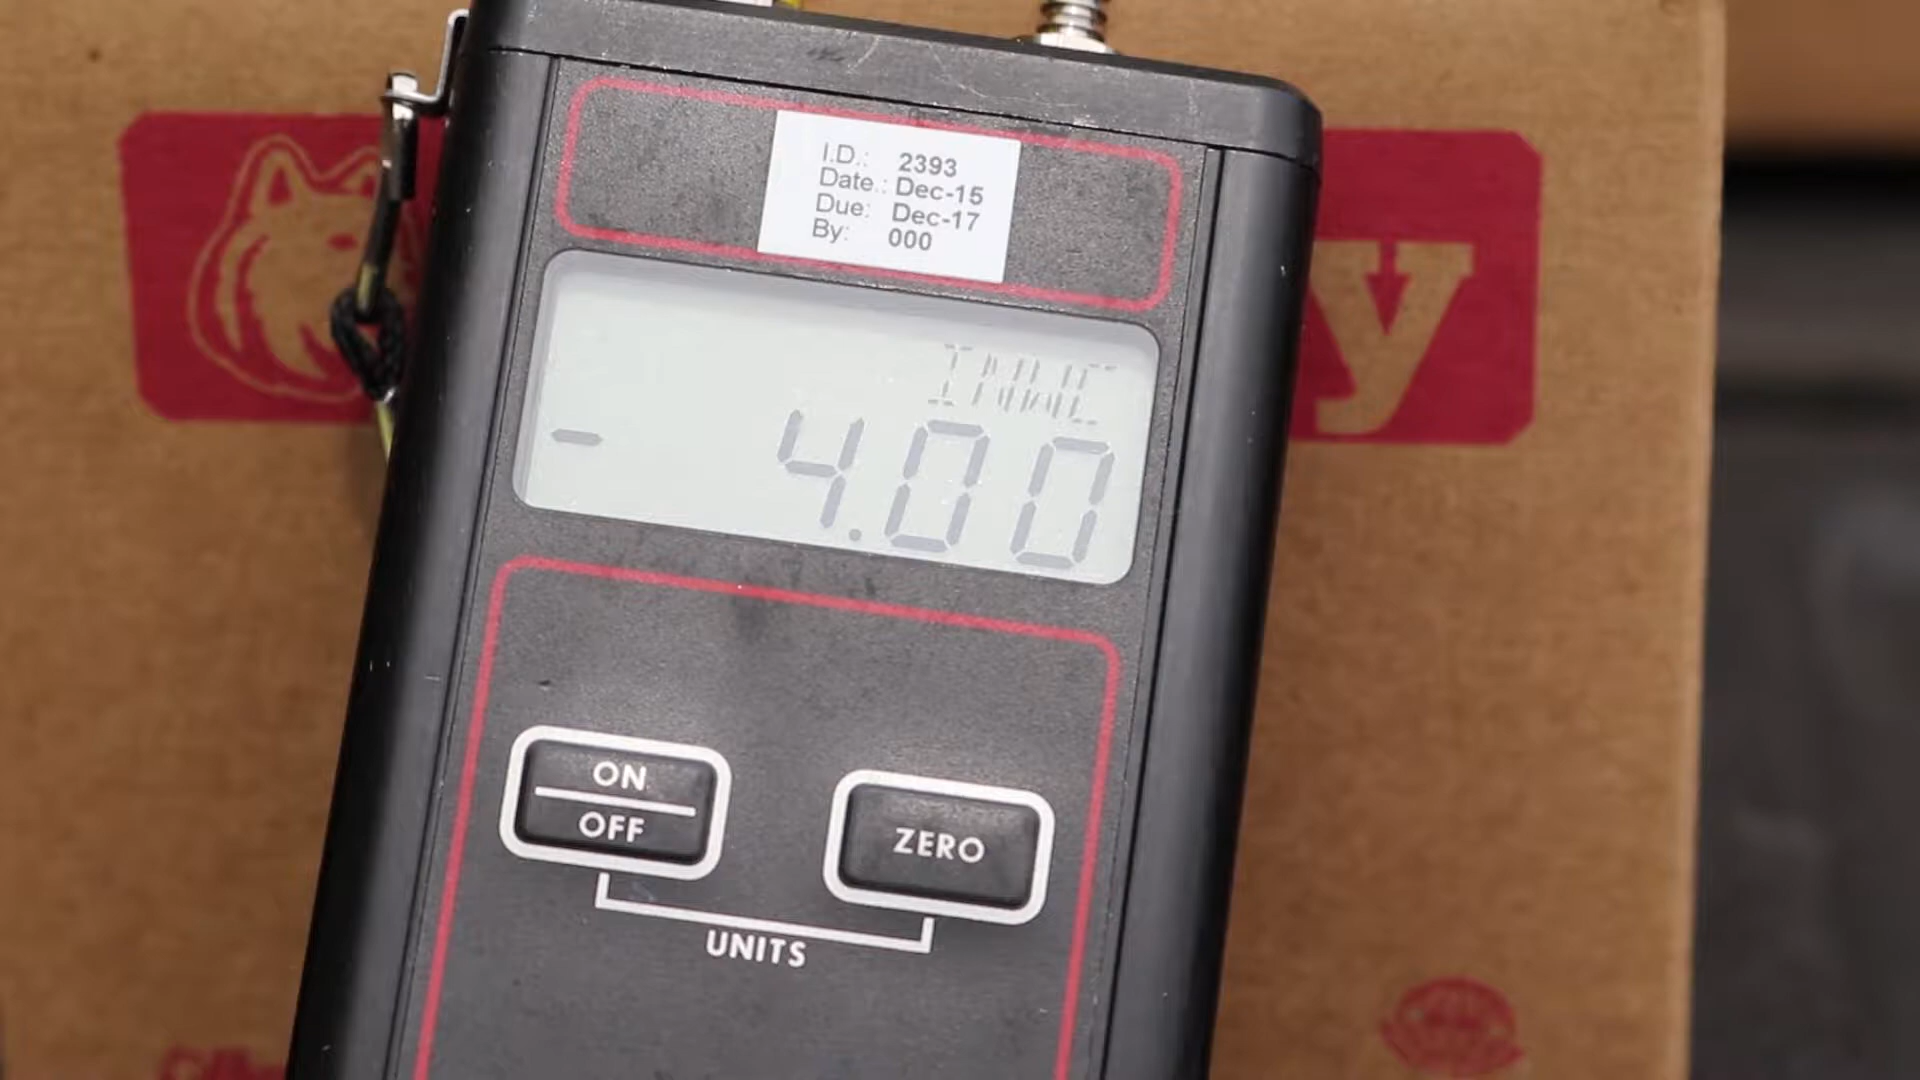 I.D.: 2393
Date.: Dec-15
Due: Dec-17
By: 000
INWC
- 4.00
y
ON
OFF
ZERO
UNITS